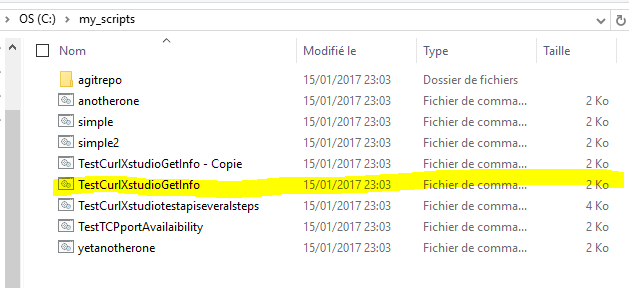 OS (C:) > my_scripts
Nom Modifié le Type Taille
agitrepo 15/01/2017 23:03 Dossier de fichiers
anotherone 15/01/2017 23:03 Fichier de comma... 2 Ko
simple 15/01/2017 23:03 Fichier de comma... 2 Ko
simple2 15/01/2017 23:03 Fichier de comma... 2 Ko
TestCurlXstudioGetInfo - Copie 15/01/2017 23:03 Fichier de comma... 2 Ko
TestCurlXstudioGetInfo 15/01/2017 23:03 Fichier de comma... 2 Ko
TestCurlXstudiotestapiseveralsteps 15/01/2017 23:03 Fichier de comma... 4 Ko
TestTCPportAvailaibility 15/01/2017 23:03 Fichier de comma... 2 Ko
yetanotherone 15/01/2017 23:03 Fichier de comma... 2 Ko